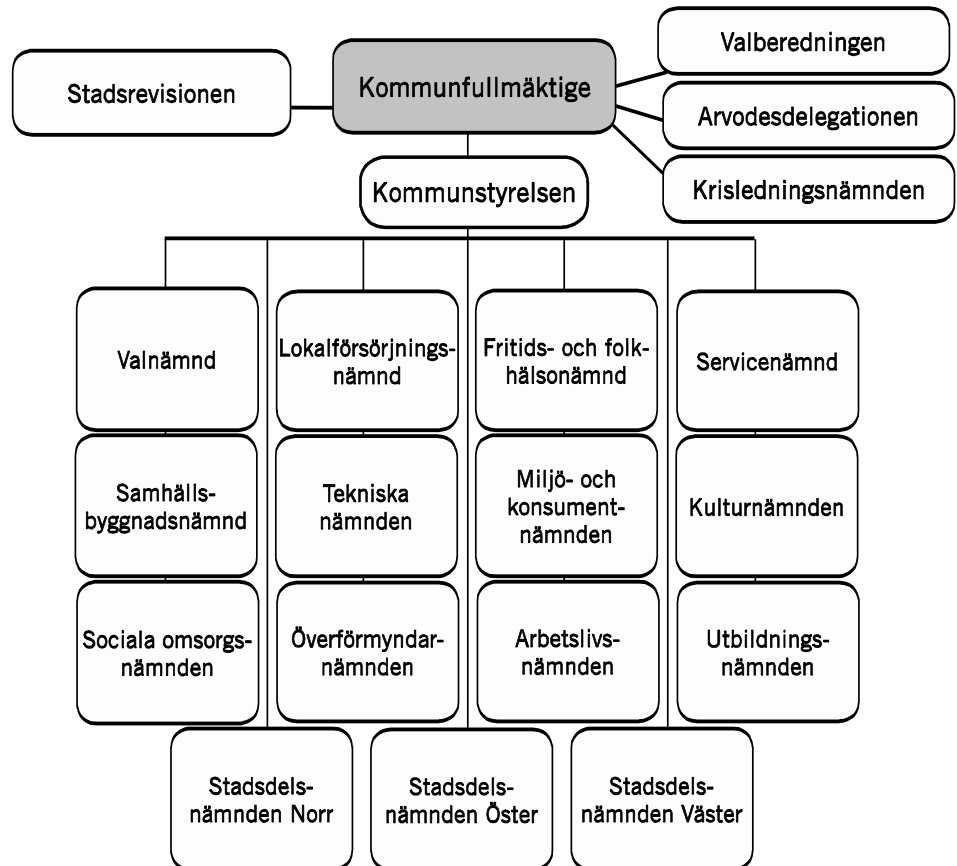 Valberedningen
Stadsrevisionen
Kommunfullmäktige
Arvodesdelegationen
Krisledningsnämnden
Kommunstyrelsen
Valnämnd
Lokalförsörjnings-
nämnd
Fritids- och folk-
hälsonämnd
Servicenämnd
Samhälls-
byggnadsnämnd
Tekniska
nämnden
Miljö- och
konsument-
nämnden
Kulturnämnden
Sociala omsorgs-
nämnden
Överförmyndar-
nämnden
Arbetslivs-
nämnden
Utbildnings-
nämnden
Stadsdels-
nämnden Norr
Stadsdels-
nämnden Öster
Stadsdels-
nämnden Väster